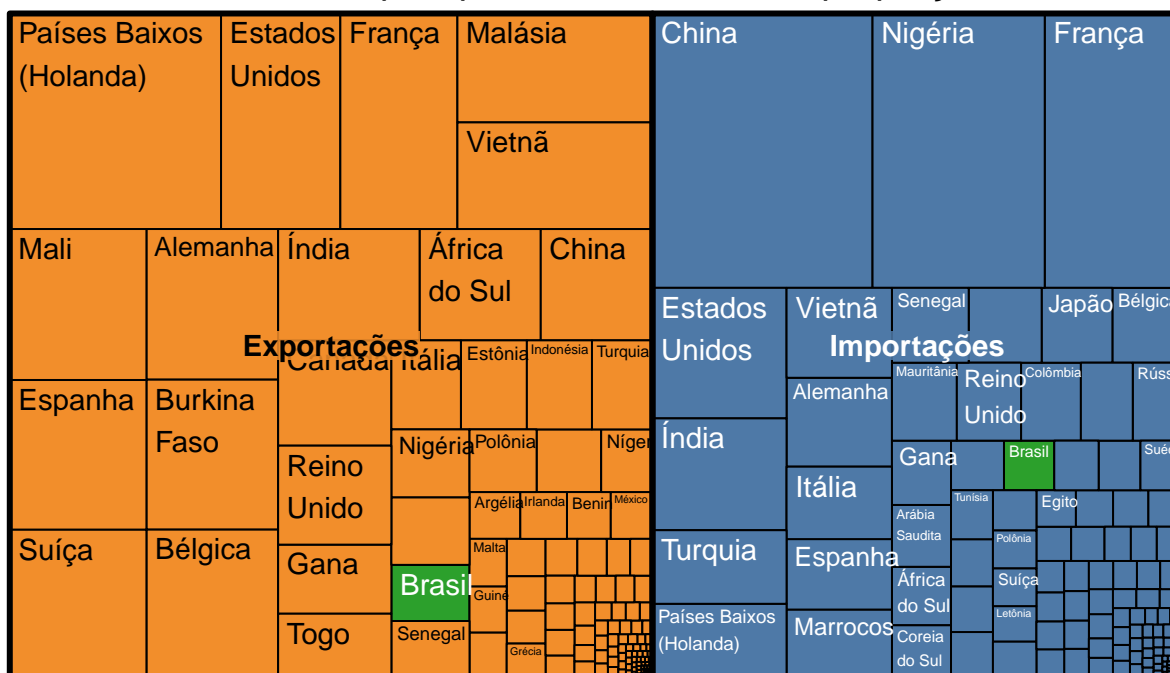 Países Baixos
(Holanda)
Estados
Unidos
França
Malásia
Vietnã
Mali
Alemanha
Índia
África
do Sul
China
Exportações
Canadá
Itália
Estônia
Indonésia
Turquia
Espanha
Burkina
Faso
Reino
Unido
Nigéria
Polônia
Níger
Argélia
Irlanda
Benin
México
Suíça
Bélgica
Gana
Malta
Brasil
Guiné
Togo
Senegal
Grécia
China
Nigéria
França
Estados
Unidos
Vietnã
Senegal
Japão
Bélgica
Importações
Mauritânia
Reino
Unido
Colômbia
Rúss
Alemanha
Índia
Gana
Brasil
Sué
Itália
Tunísia
Egito
Arábia
Saudita
Polônia
Turquia
Espanha
África
do Sul
Suíça
Países Baixos
(Holanda)
Marrocos
Letônia
Coreia
do Sul